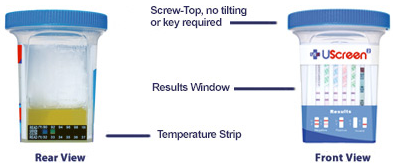 Screw-Top, no tilting
or key required
UScreen
Results Window
Results
Temperature Strip
Rear View
Front View